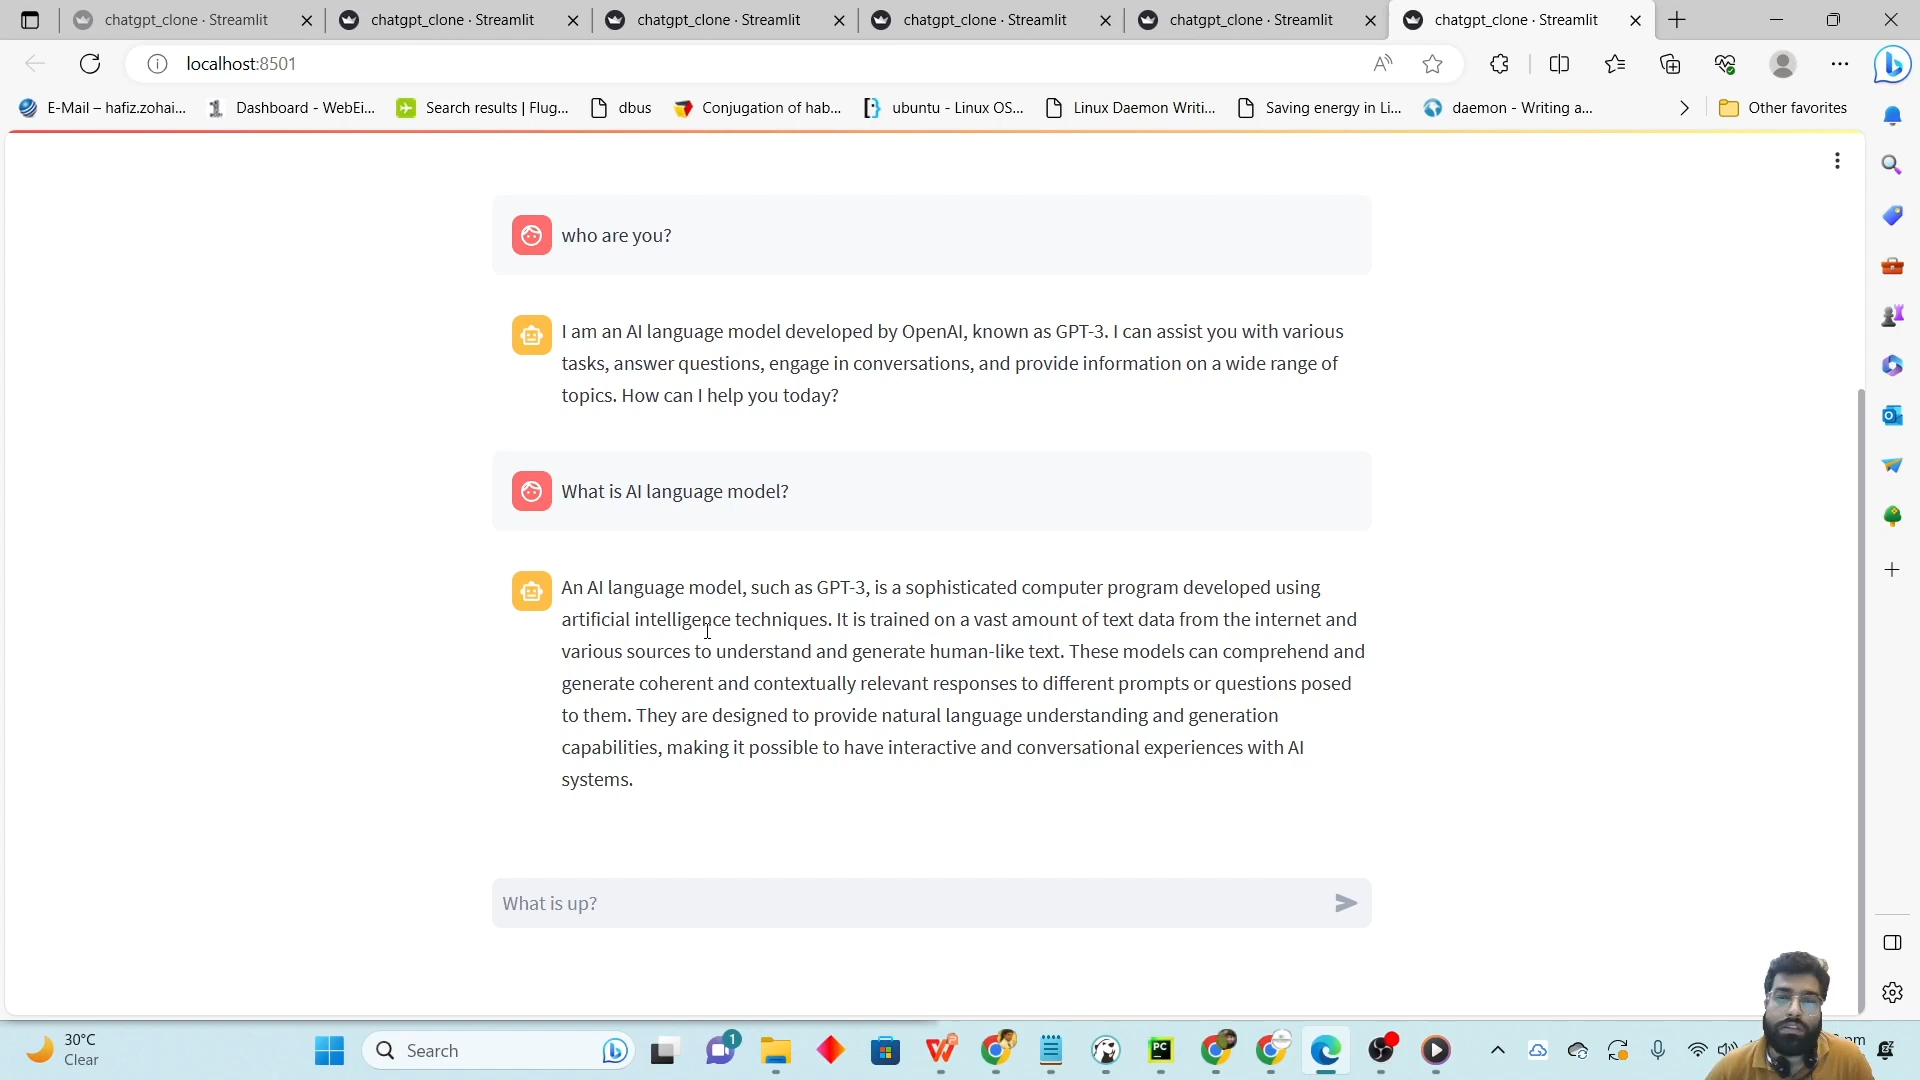 chatgpt_clone · Streamlit
chatgpt_clone · Streamlit
chatgpt_clone · Streamlit
chatgpt_clone · Streamlit
chatgpt_clone · Streamlit
chatgpt_clone · Streamlit
localhost:8501
E-Mail – hafiz.zohai...
Dashboard - WebEi...
Search results | Flug...
dbus
Conjugation of hab...
ubuntu - Linux OS...
Linux Daemon Writi...
Saving energy in Li...
daemon - Writing a...
Other favorites
who are you?
I am an AI language model developed by OpenAI, known as GPT-3. I can assist you with various
tasks, answer questions, engage in conversations, and provide information on a wide range of
topics. How can I help you today?
What is AI language model?
An AI language model, such as GPT-3, is a sophisticated computer program developed using
artificial intelligence techniques. It is trained on a vast amount of text data from the internet and
various sources to understand and generate human-like text. These models can comprehend and
generate coherent and contextually relevant responses to different prompts or questions posed
to them. They are designed to provide natural language understanding and generation
capabilities, making it possible to have interactive and conversational experiences with AI
systems.
What is up?
30°C
Clear
Search
1
PC
pm